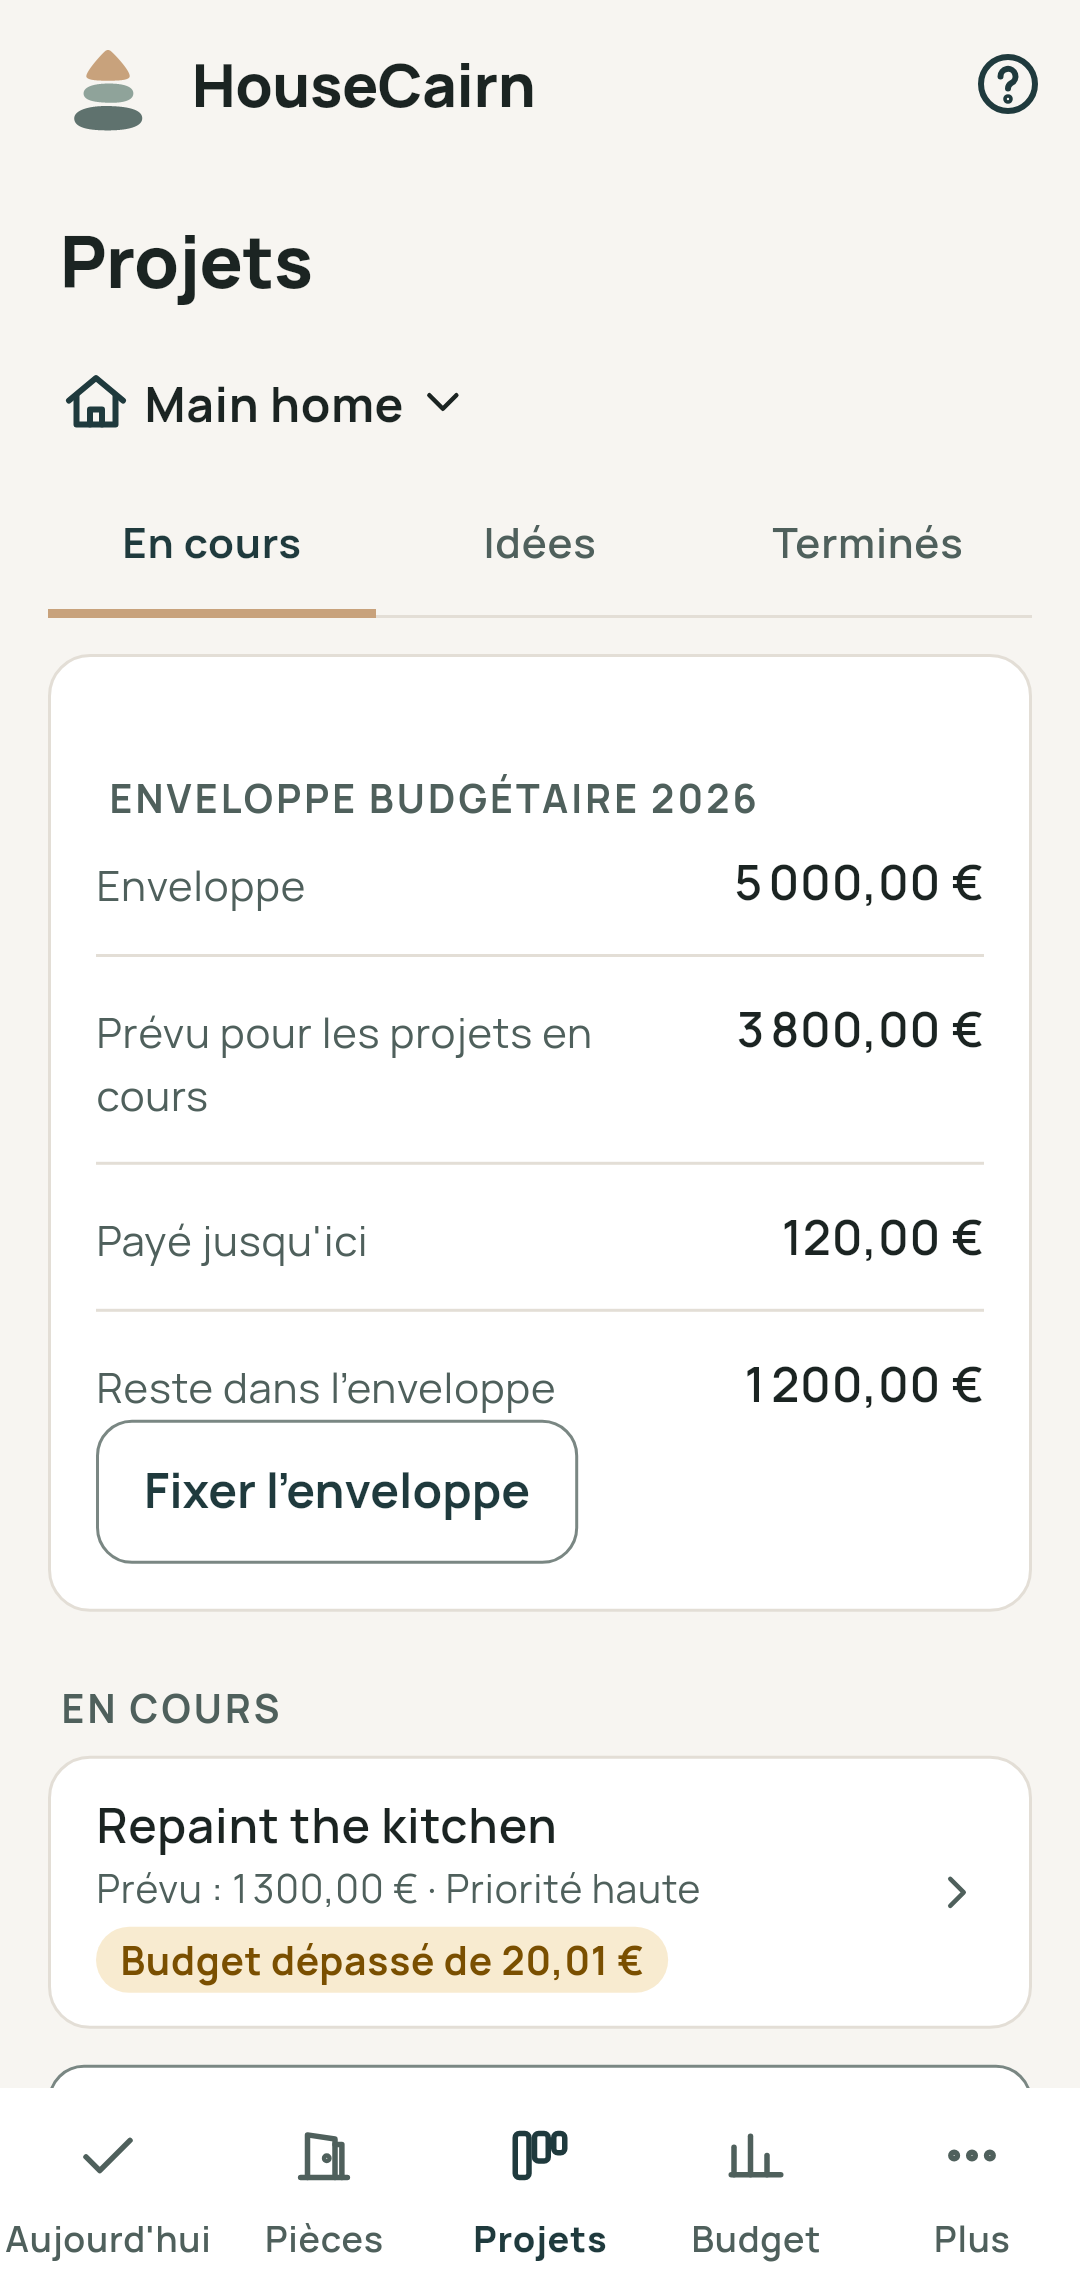 HouseCairn
Projets
Main home
En cours
Idées
Terminés
ENVELOPPE BUDGÉTAIRE 2026
Enveloppe
5 000,00 €
Prévu pour les projets en
cours
3 800,00 €
Payé jusqu'ici
120,00 €
Reste dans l’enveloppe
1 200,00 €
Fixer l’enveloppe
EN COURS
Repaint the kitchen
Prévu : 1 300,00 € · Priorité haute
Budget dépassé de 20,01 €
Aujourd'hui
Pièces
Projets
Budget
Plus